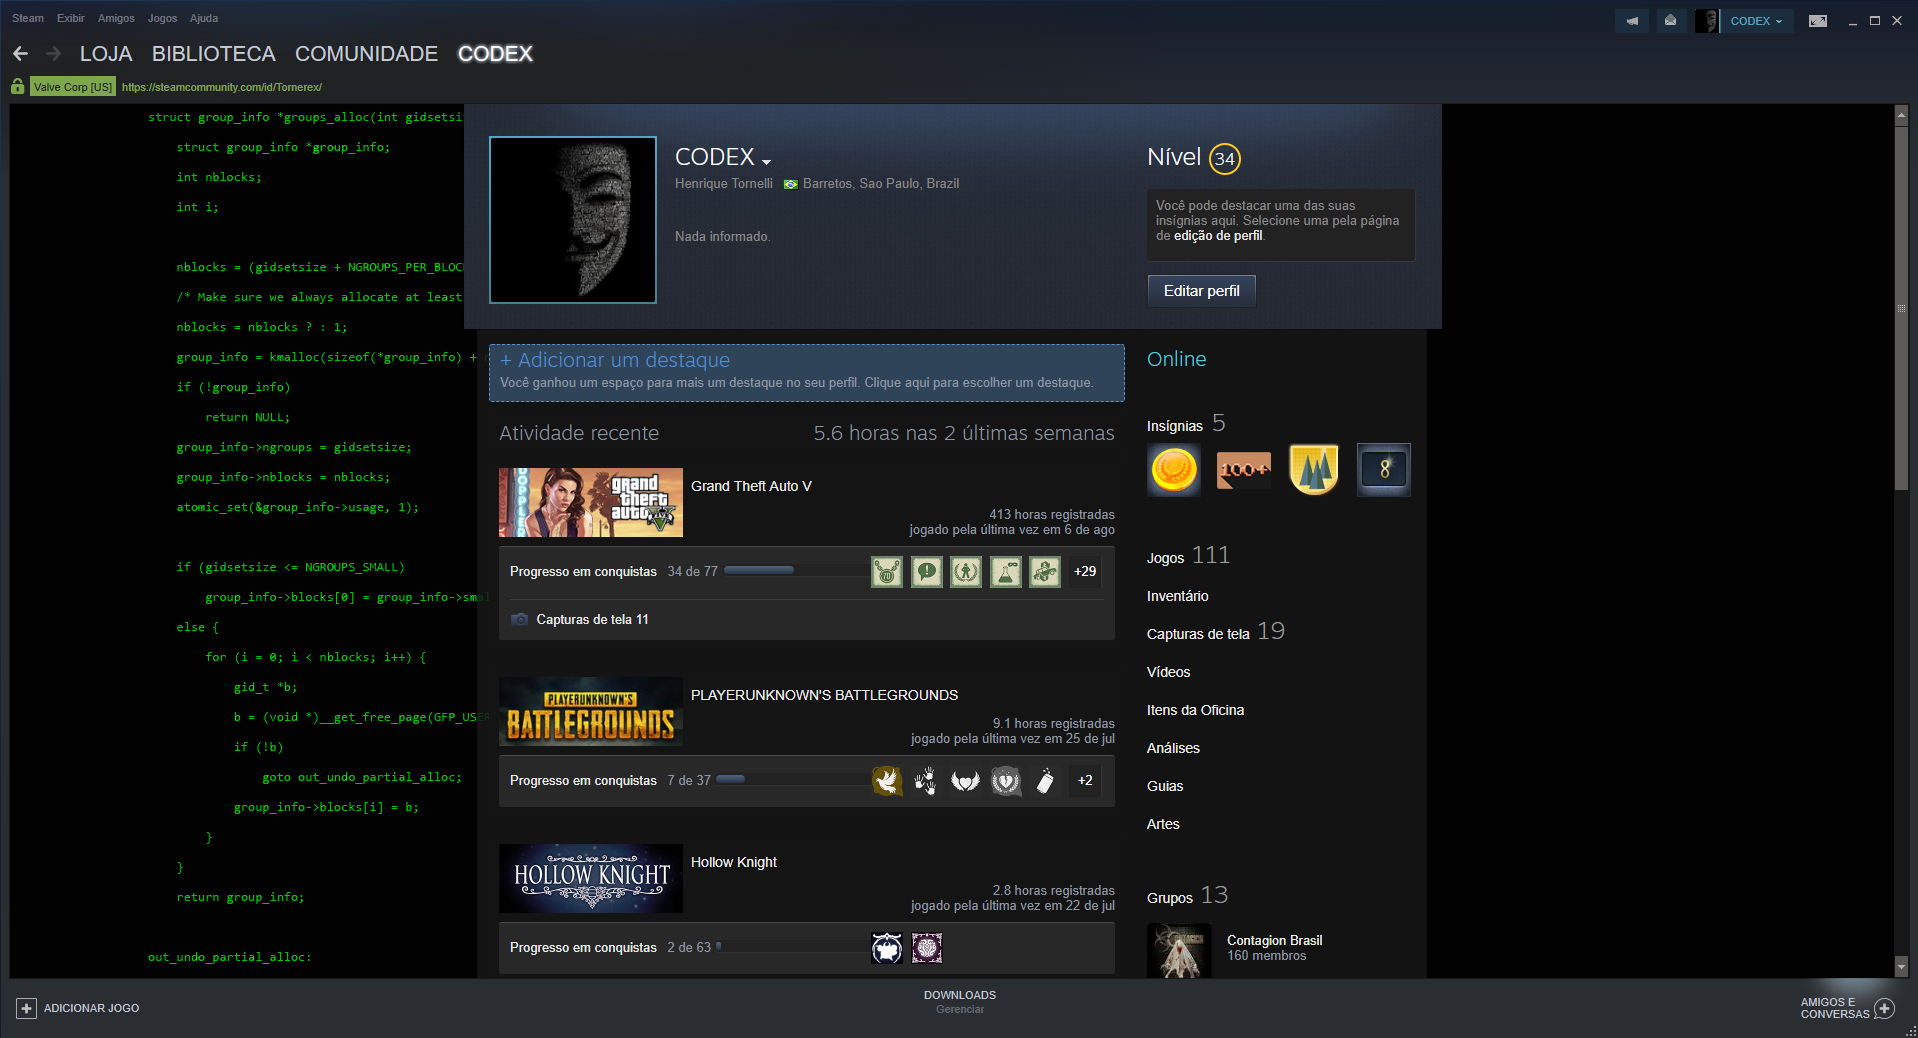 Steam Exibir Amigos Jogos Ajuda
CODEX
LOJA BIBLIOTECA COMUNIDADE CODEX
Valve Corp [US] https://steamcommunity.com/id/Tornerex/
struct group_info *groups_alloc(int gidsetsi
struct group_info *group_info;
int nblocks;
int i;
nblocks = (gidsetsize + NGROUPS_PER_BLOC
/* Make sure we always allocate at least
nblocks = nblocks ? : 1;
group_info = kmalloc(sizeof(*group_info) +
if (!group_info)
return NULL;
group_info->ngroups = gidsetsize;
group_info->nblocks = nblocks;
atomic_set(&group_info->usage, 1);
if (gidsetsize <= NGROUPS_SMALL)
group_info->blocks[0] = group_info->smal
else {
for (i = 0; i < nblocks; i++) {
gid_t *b;
b = (void *)__get_free_page(GFP_USER
if (!b)
goto out_undo_partial_alloc;
group_info->blocks[i] = b;
}
}
return group_info;
out_undo_partial_alloc:
CODEX
Henrique Tornelli Barretos, Sao Paulo, Brazil
Nada informado.
Nível 34
Você pode destacar uma das suas
insígnias aqui. Selecione uma pela página
de edição de perfil.
Editar perfil
+ Adicionar um destaque
Você ganhou um espaço para mais um destaque no seu perfil. Clique aqui para escolher um destaque.
Atividade recente 5.6 horas nas 2 últimas semanas
grand
theft
auto
V
Grand Theft Auto V
413 horas registradas
jogado pela última vez em 6 de ago
Progresso em conquistas 34 de 77 +29
Capturas de tela 11
PLAYERUNKNOWN'S
BATTLEGROUNDS
PLAYERUNKNOWN'S BATTLEGROUNDS
9.1 horas registradas
jogado pela última vez em 25 de jul
Progresso em conquistas 7 de 37 +2
HOLLOW KNIGHT
Hollow Knight
2.8 horas registradas
jogado pela última vez em 22 de jul
Progresso em conquistas 2 de 63
Online
Insígnias 5
100+ 8
Jogos 111
Inventário
Capturas de tela 19
Vídeos
Itens da Oficina
Análises
Guias
Artes
Grupos 13
Contagion Brasil
160 membros
ADICIONAR JOGO
DOWNLOADS
Gerenciar
AMIGOS E
CONVERSAS